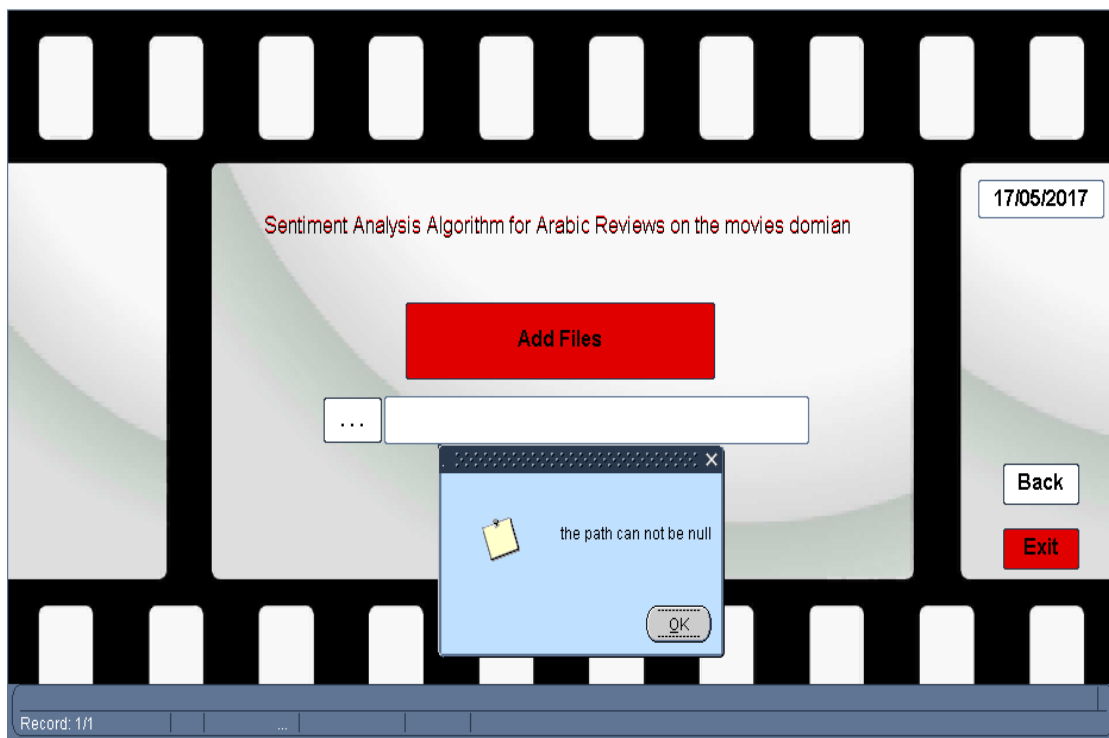 17/05/2017
Sentiment Analysis Algorithm for Arabic Reviews on the movies domian
Add Files
...
the path can not be null
OK
Back
Exit
Record: 1/1
...